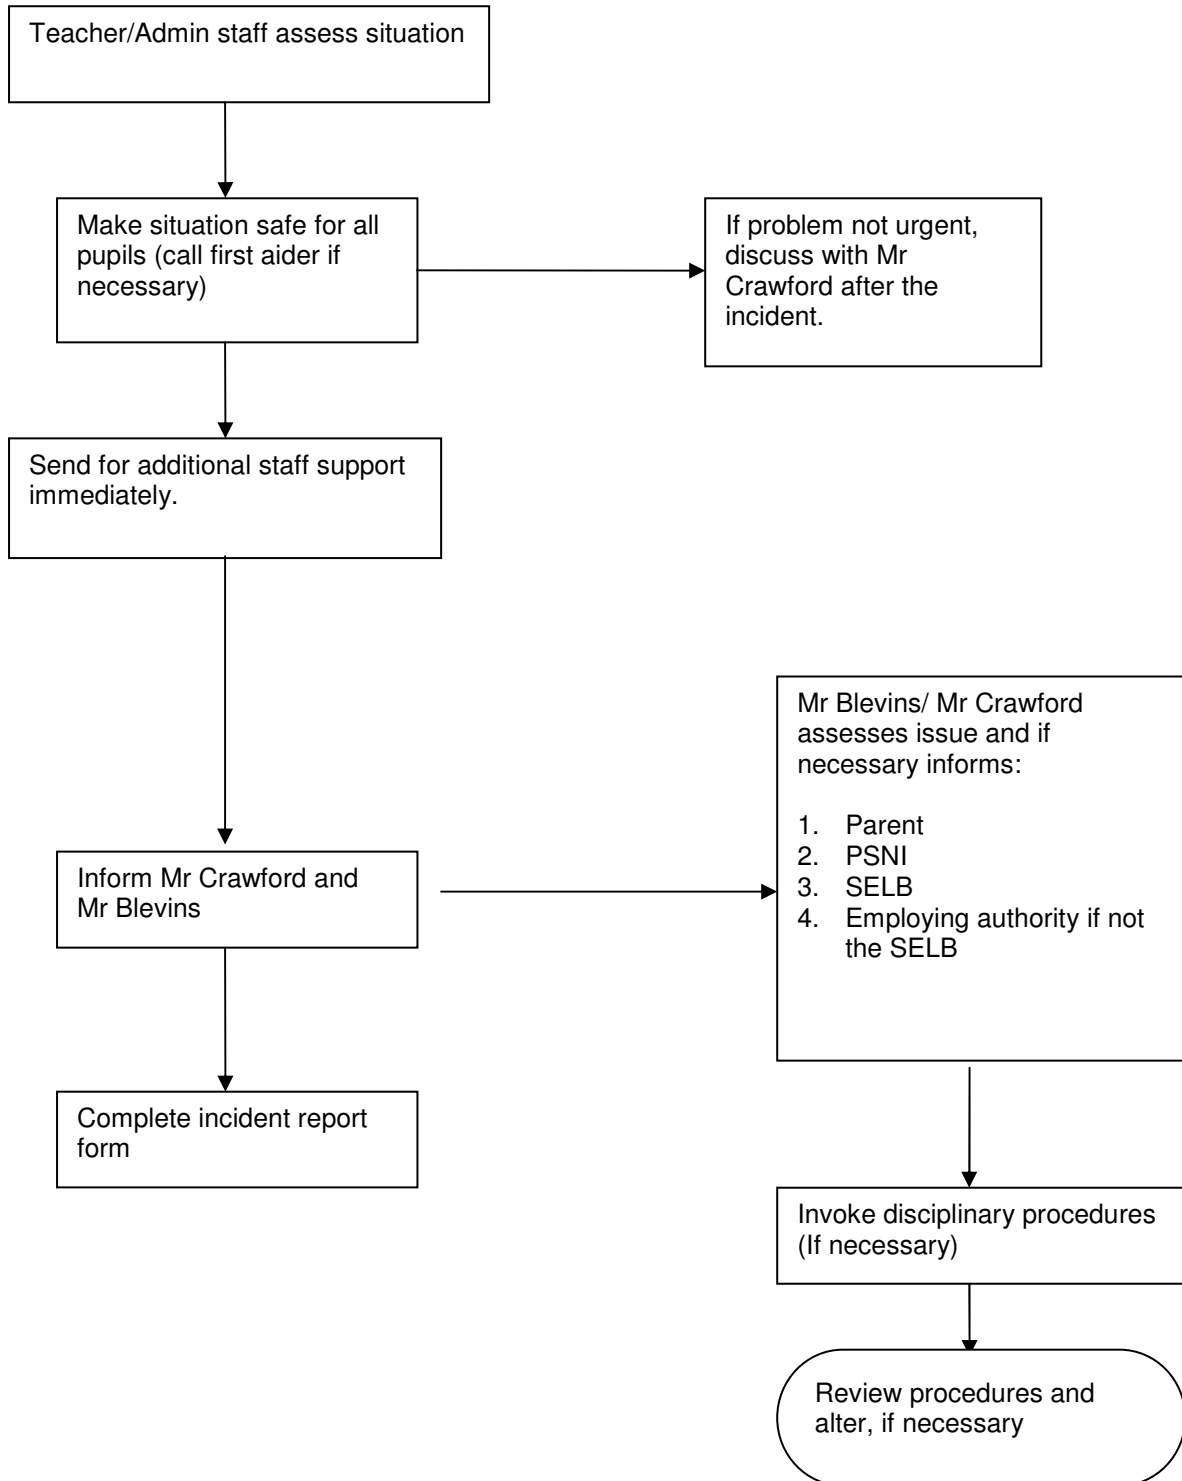 Teacher/Admin staff assess situation
Make situation safe for all
pupils (call first aider if
necessary)
If problem not urgent,
discuss with Mr
Crawford after the
incident.
Send for additional staff support
immediately.
Mr Blevins/ Mr Crawford
assesses issue and if
necessary informs:
1. Parent
2. PSNI
3. SELB
4. Employing authority if not
the SELB
Inform Mr Crawford and
Mr Blevins
Complete incident report
form
Invoke disciplinary procedures
(If necessary)
Review procedures and
alter, if necessary